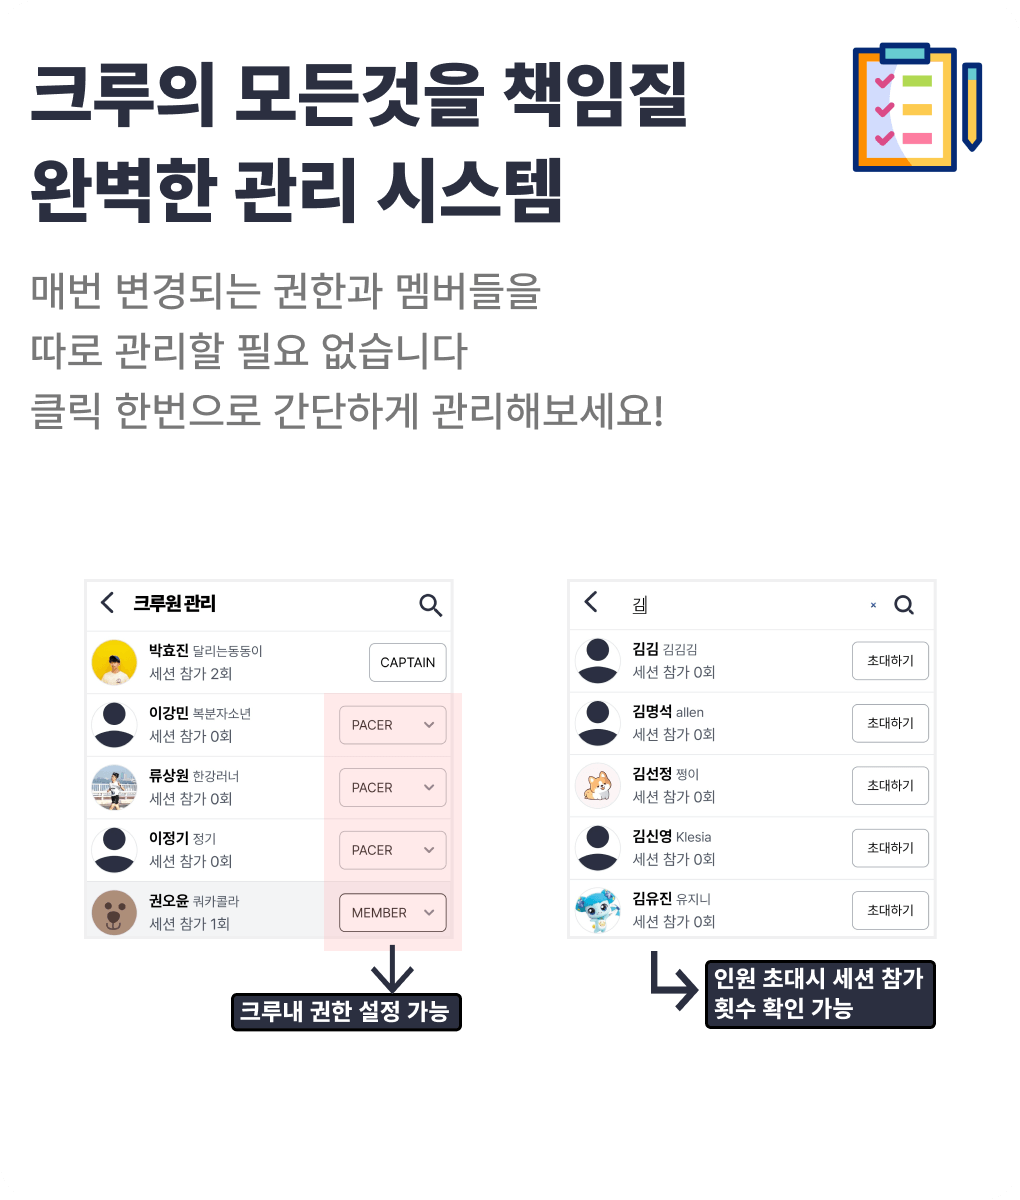 크루의 모든것을 책임질
완벽한 관리 시스템
매번 변경되는 권한과 멤버들을
따로 관리할 필요 없습니다
클릭 한번으로 간단하게 관리해보세요!
크루원 관리
박효진 달리는동동이
세션 참가 2회
CAPTAIN
이강민 복분자소년
세션 참가 0회
PACER
류상원 한강러너
세션 참가 0회
PACER
이정기 정기
세션 참가 0회
PACER
권오윤 쿼카콜라
세션 참가 1회
MEMBER
크루내 권한 설정 가능
김
×
김김 김김김
세션 참가 0회
초대하기
김명석 allen
세션 참가 0회
초대하기
김선정 쩡이
세션 참가 0회
초대하기
김신영 Klesia
세션 참가 0회
초대하기
김유진 유지니
세션 참가 0회
초대하기
인원 초대시 세션 참가
횟수 확인 가능